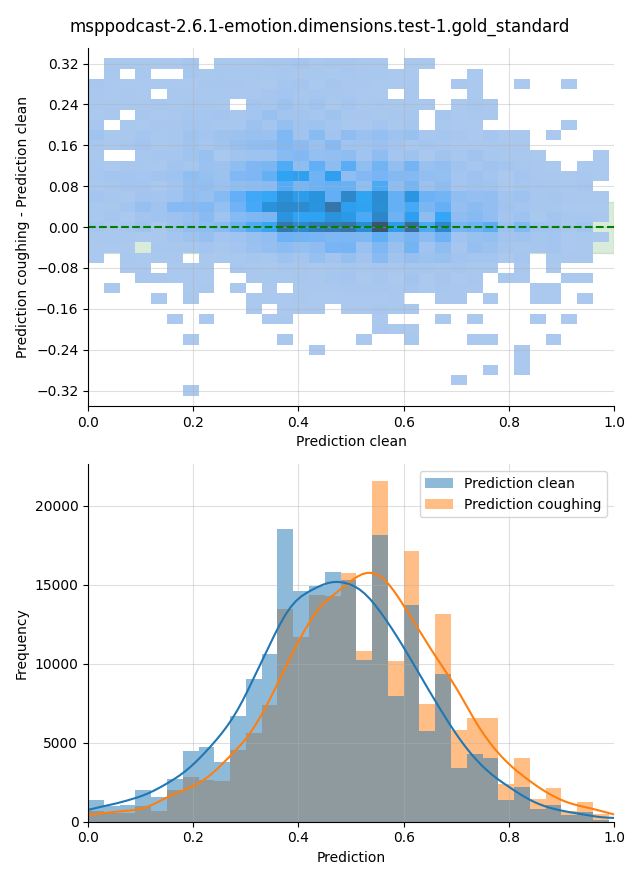 msppodcast-2.6.1-emotion.dimensions.test-1.gold_standard
Prediction coughing - Prediction clean
0.32
0.24
0.16
0.08
0.00
−0.08
−0.16
−0.24
−0.32
0.0 0.2 0.4 0.6 0.8 1.0
Prediction clean
Frequency
20000
15000
10000
5000
0
Prediction clean
Prediction coughing
0.0 0.2 0.4 0.6 0.8 1.0
Prediction